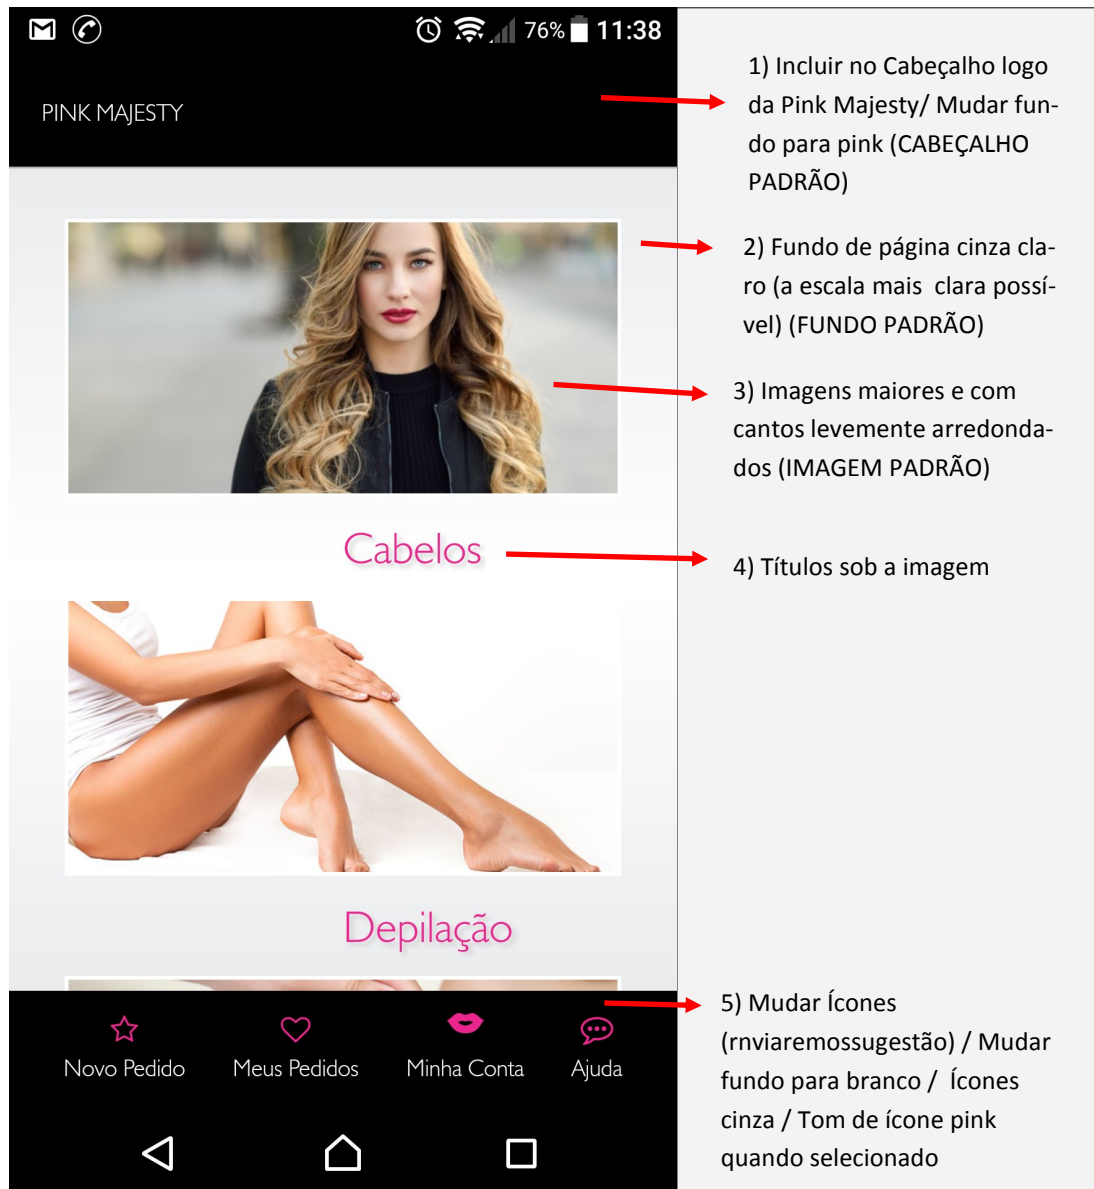 76% 11:38
PINK MAJESTY
1) Incluir no Cabeçalho logo
da Pink Majesty/ Mudar fun-
do para pink (CABEÇALHO
PADRÃO)
2) Fundo de página cinza cla-
ro (a escala mais clara possí-
vel) (FUNDO PADRÃO)
3) Imagens maiores e com
cantos levemente arredonda-
dos (IMAGEM PADRÃO)
Cabelos
4) Títulos sob a imagem
Depilação
Novo Pedido Meus Pedidos Minha Conta Ajuda
5) Mudar Ícones
(rnviaremossugestão) / Mudar
fundo para branco / Ícones
cinza / Tom de ícone pink
quando selecionado